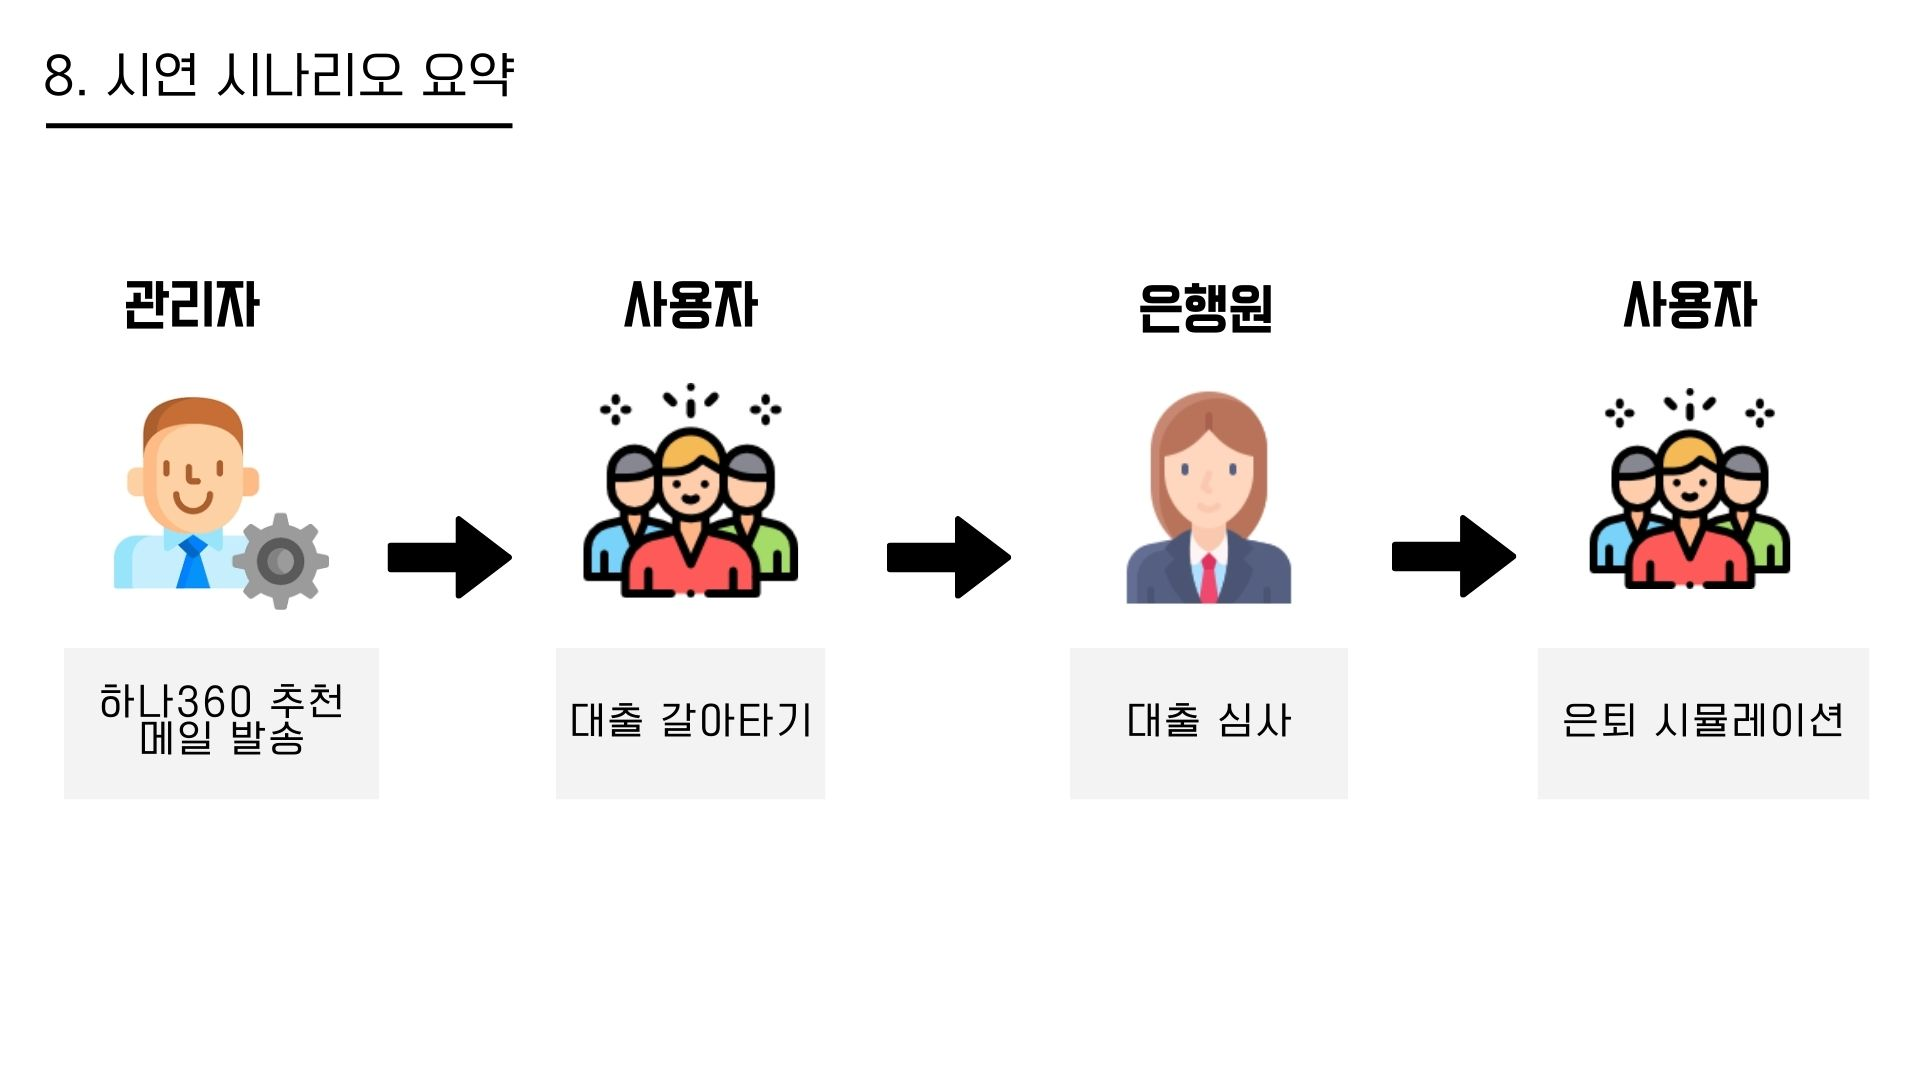 8. 시연 시나리오 요약
관리자
사용자
은행원
사용자
하나360 추천
메일 발송
대출 갈아타기
대출 심사
은퇴 시뮬레이션